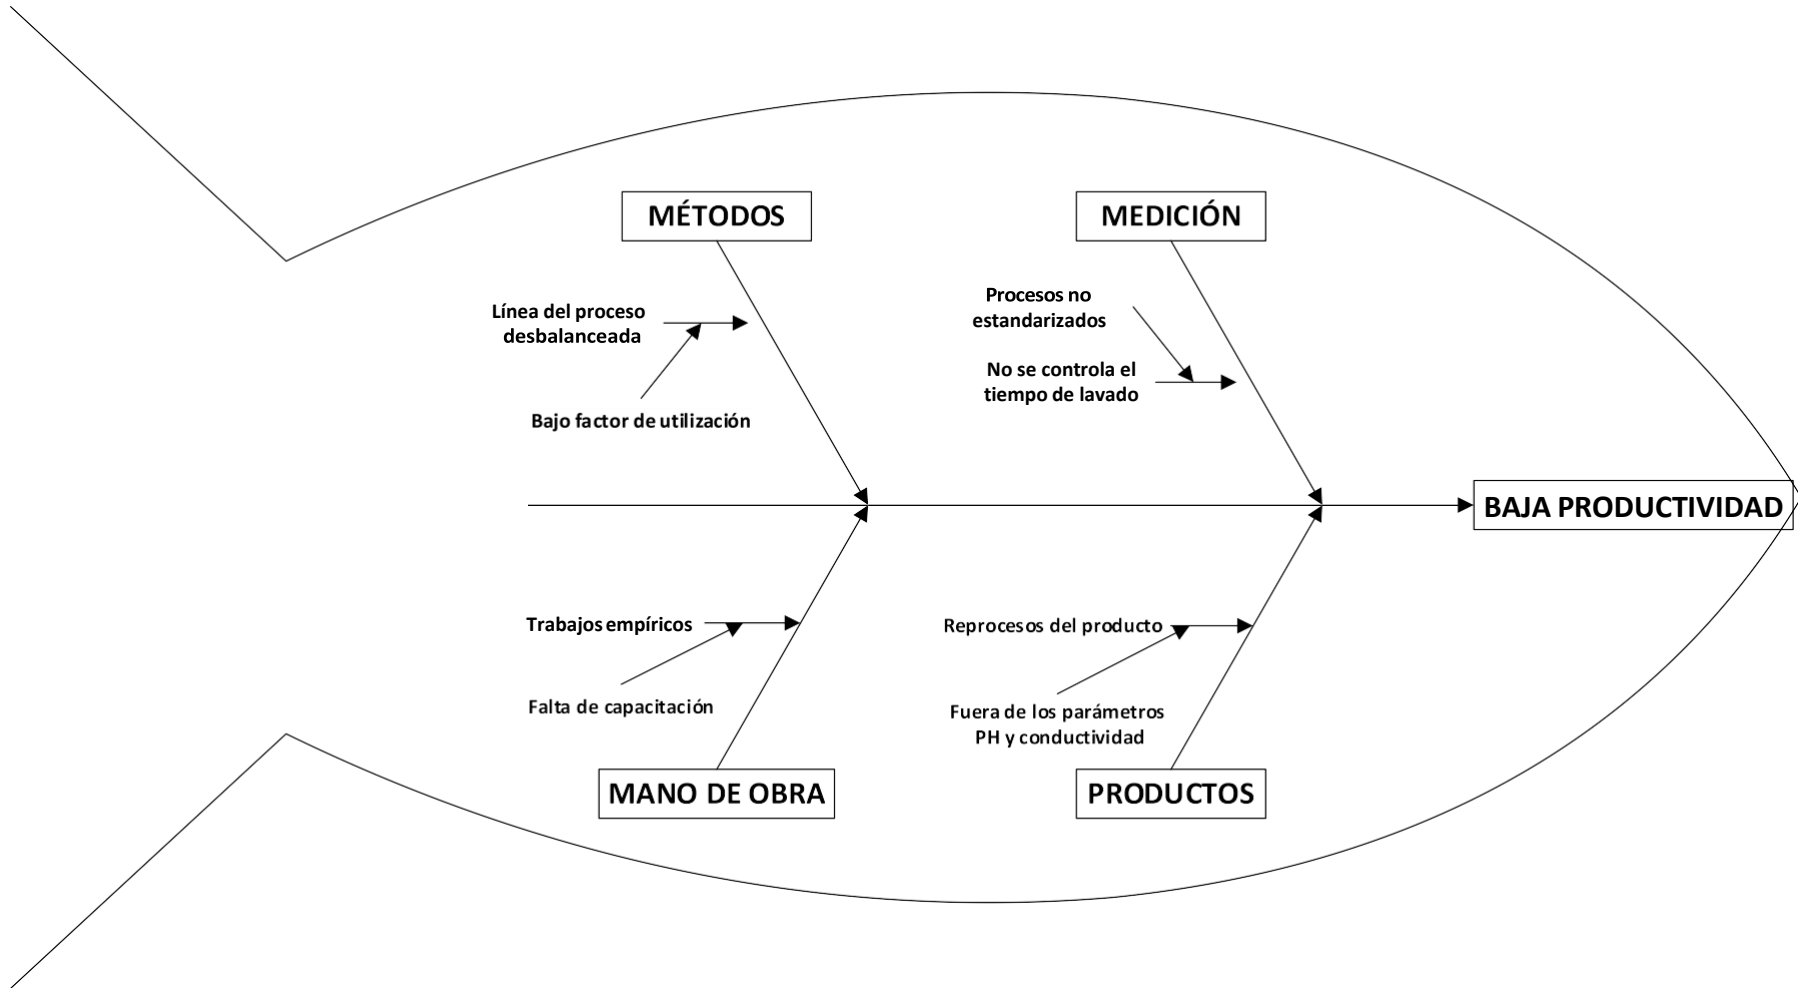 MÉTODOS
MEDICIÓN
Línea del proceso
desbalanceada
Bajo factor de utilización
Procesos no
estandarizados
No se controla el
tiempo de lavado
BAJA PRODUCTIVIDAD
Trabajos empíricos
Falta de capacitación
Reprocesos del producto
Fuera de los parámetros
PH y conductividad
MANO DE OBRA
PRODUCTOS